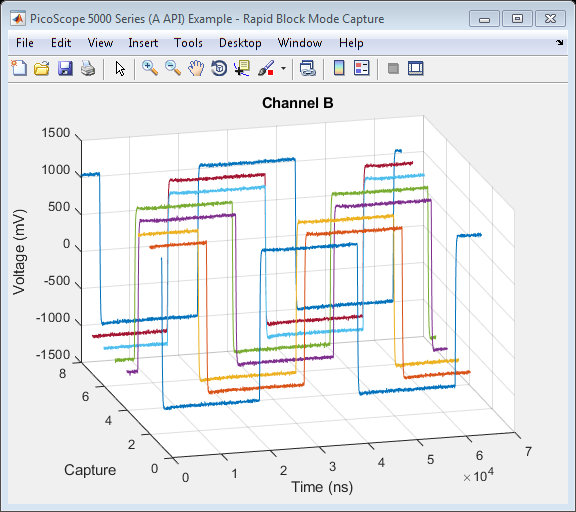 PicoScope 5000 Series (A API) Example - Rapid Block Mode Capture
File Edit View Insert Tools Desktop Window Help
Channel B
1500
1000
500
0
-500
-1000
-1500
Voltage (mV)
8
6
4
2
0
Capture
0 1 2 3 4 5 6 7
×10^4
Time (ns)